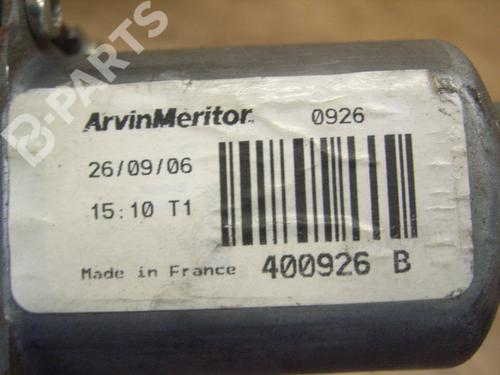 B-PARTS
ArvinMeritor 0926
26/09/06
15:10 T1
Made in France 400926 B